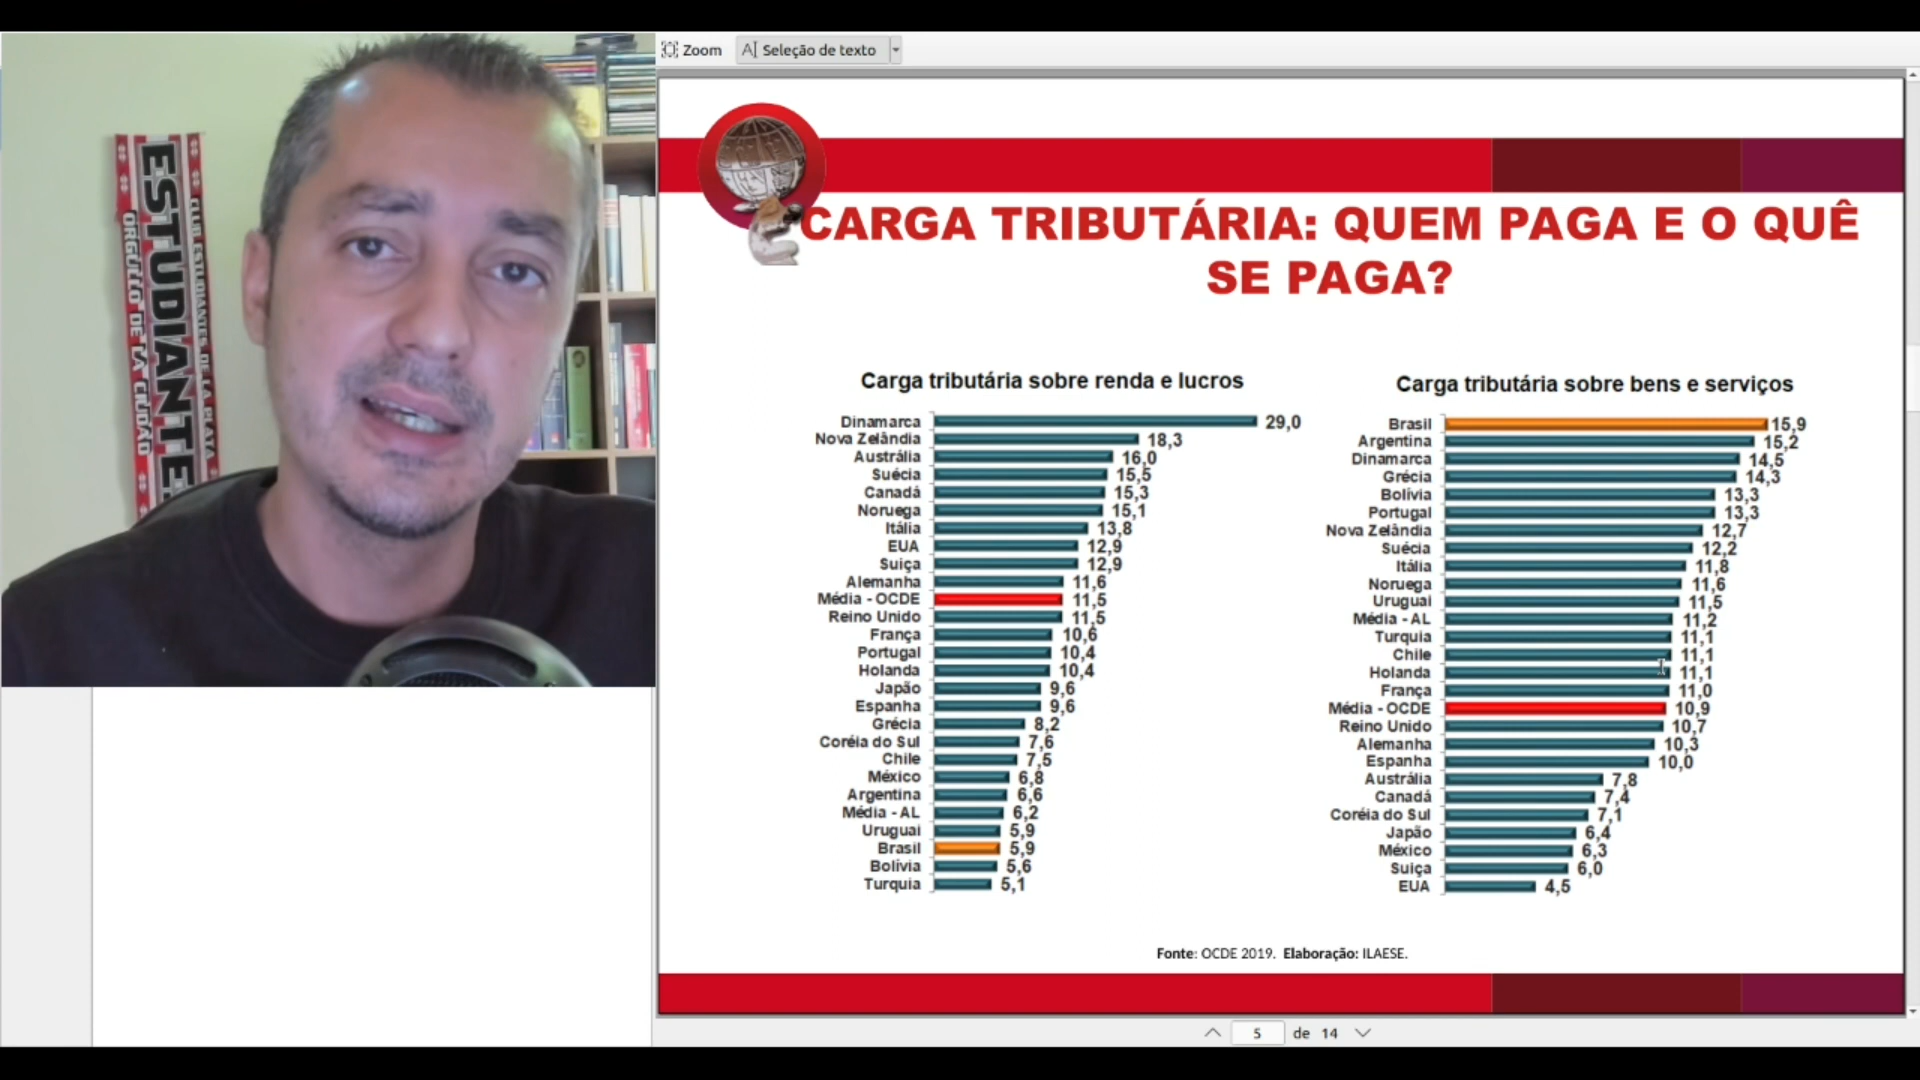 Zoom
Seleção de texto
ESTUDIANTE
CLUB ESTUDIANTES DE LA PLATA
ORGULLO DE LA CIUDAD
CARGA TRIBUTÁRIA: QUEM PAGA E O QUÊ
SE PAGA?
Carga tributária sobre renda e lucros
Dinamarca 29,0
Nova Zelândia 18,3
Austrália 16,0
Suécia 15,5
Canadá 15,3
Noruega 15,1
Itália 13,8
EUA 12,9
Suiça 12,9
Alemanha 11,6
Média - OCDE 11,5
Reino Unido 11,5
França 10,6
Portugal 10,4
Holanda 10,4
Japão 9,6
Espanha 9,6
Grécia 8,2
Coréia do Sul 7,6
Chile 7,5
México 6,8
Argentina 6,6
Média - AL 6,2
Uruguai 5,9
Brasil 5,9
Bolívia 5,6
Turquia 5,1
Carga tributária sobre bens e serviços
Brasil 15,9
Argentina 15,2
Dinamarca 14,5
Grécia 14,3
Bolívia 13,3
Portugal 13,3
Nova Zelândia 12,7
Suécia 12,2
Itália 11,8
Noruega 11,6
Uruguai 11,5
Média - AL 11,2
Turquia 11,1
Chile 11,1
Holanda 11,1
França 11,0
Média - OCDE 10,9
Reino Unido 10,7
Alemanha 10,3
Espanha 10,0
Austrália 7,8
Canadá 7,4
Coréia do Sul 7,1
Japão 6,4
México 6,3
Suiça 6,0
EUA 4,5
Fonte: OCDE 2019. Elaboração: ILAESE.
5 de 14